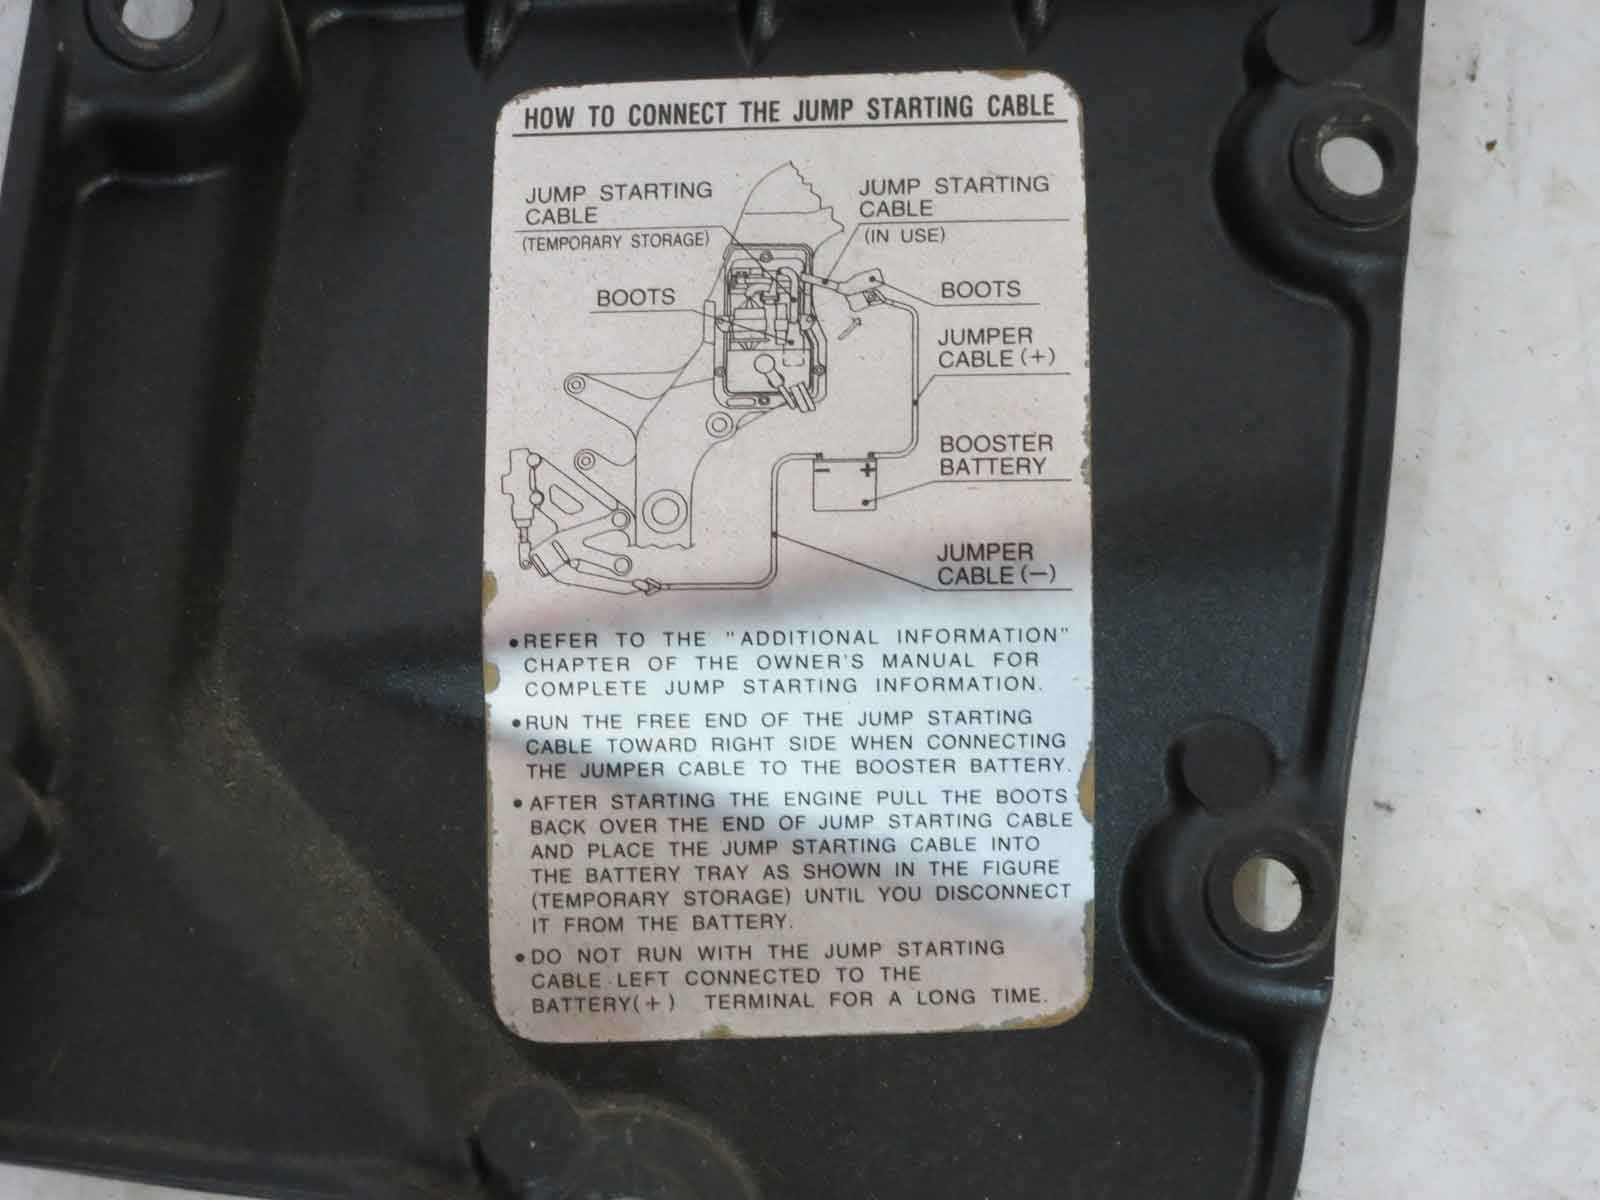 HOW TO CONNECT THE JUMP STARTING CABLE
JUMP STARTING
CABLE
(TEMPORARY STORAGE)
JUMP STARTING
CABLE
(IN USE)
BOOTS
BOOTS
JUMPER
CABLE (+)
BOOSTER
BATTERY
− +
JUMPER
CABLE (−)
• REFER TO THE "ADDITIONAL INFORMATION"
CHAPTER OF THE OWNER'S MANUAL FOR
COMPLETE JUMP STARTING INFORMATION.
• RUN THE FREE END OF THE JUMP STARTING
CABLE TOWARD RIGHT SIDE WHEN CONNECTING
THE JUMPER CABLE TO THE BOOSTER BATTERY.
• AFTER STARTING THE ENGINE PULL THE BOOTS
BACK OVER THE END OF JUMP STARTING CABLE
AND PLACE THE JUMP STARTING CABLE INTO
THE BATTERY TRAY AS SHOWN IN THE FIGURE
(TEMPORARY STORAGE) UNTIL YOU DISCONNECT
IT FROM THE BATTERY.
• DO NOT RUN WITH THE JUMP STARTING
CABLE LEFT CONNECTED TO THE
BATTERY(+) TERMINAL FOR A LONG TIME.